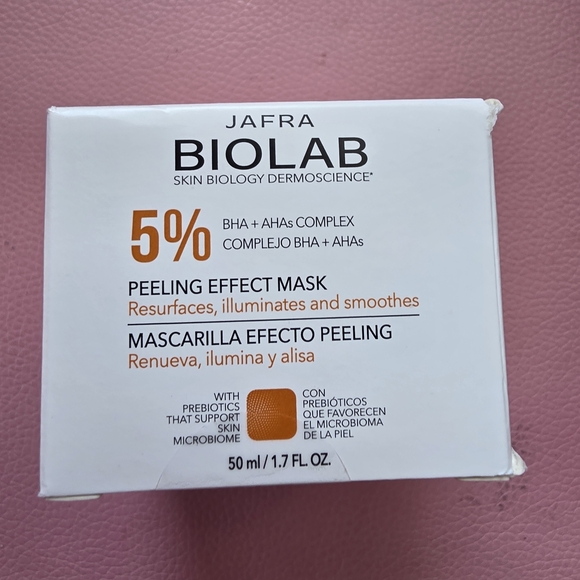 JAFRA
BIOLAB
SKIN BIOLOGY DERMOSCIENCE*
5%
BHA + AHAs COMPLEX
COMPLEJO BHA + AHAs
PEELING EFFECT MASK
Resurfaces, illuminates and smoothes
MASCARILLA EFECTO PEELING
Renueva, ilumina y alisa
WITH
PREBIOTICS
THAT SUPPORT
SKIN
MICROBIOME
CON
PREBIÓTICOS
QUE FAVORECEN
EL MICROBIOMA
DE LA PIEL
50 ml / 1.7 FL. OZ.